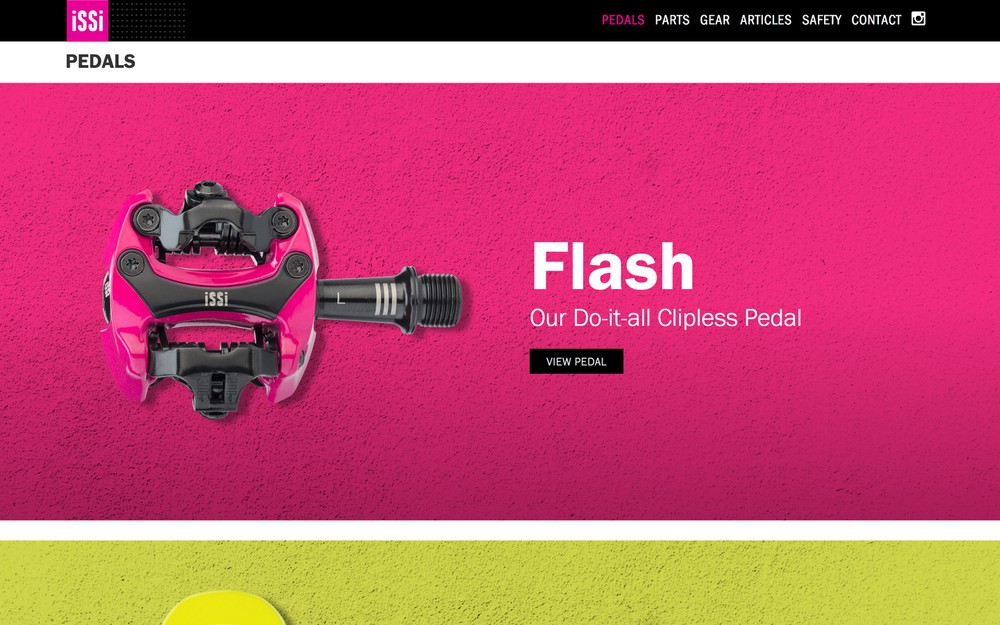 iSSi
PEDALS PARTS GEAR ARTICLES SAFETY CONTACT
PEDALS
iSSi
L
Flash
Our Do-it-all Clipless Pedal
VIEW PEDAL